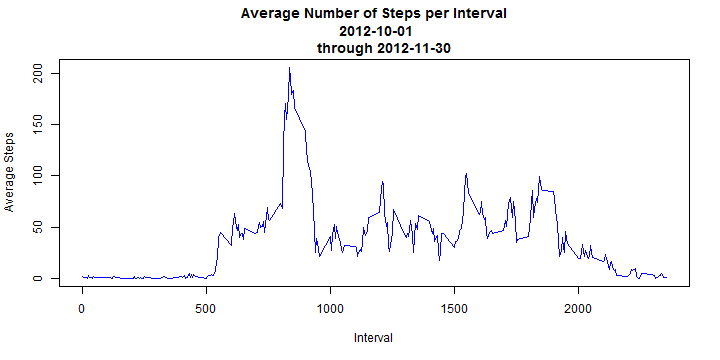 Average Number of Steps per Interval
2012-10-01
through 2012-11-30
Average Steps
200
150
100
50
0
0 500 1000 1500 2000
Interval